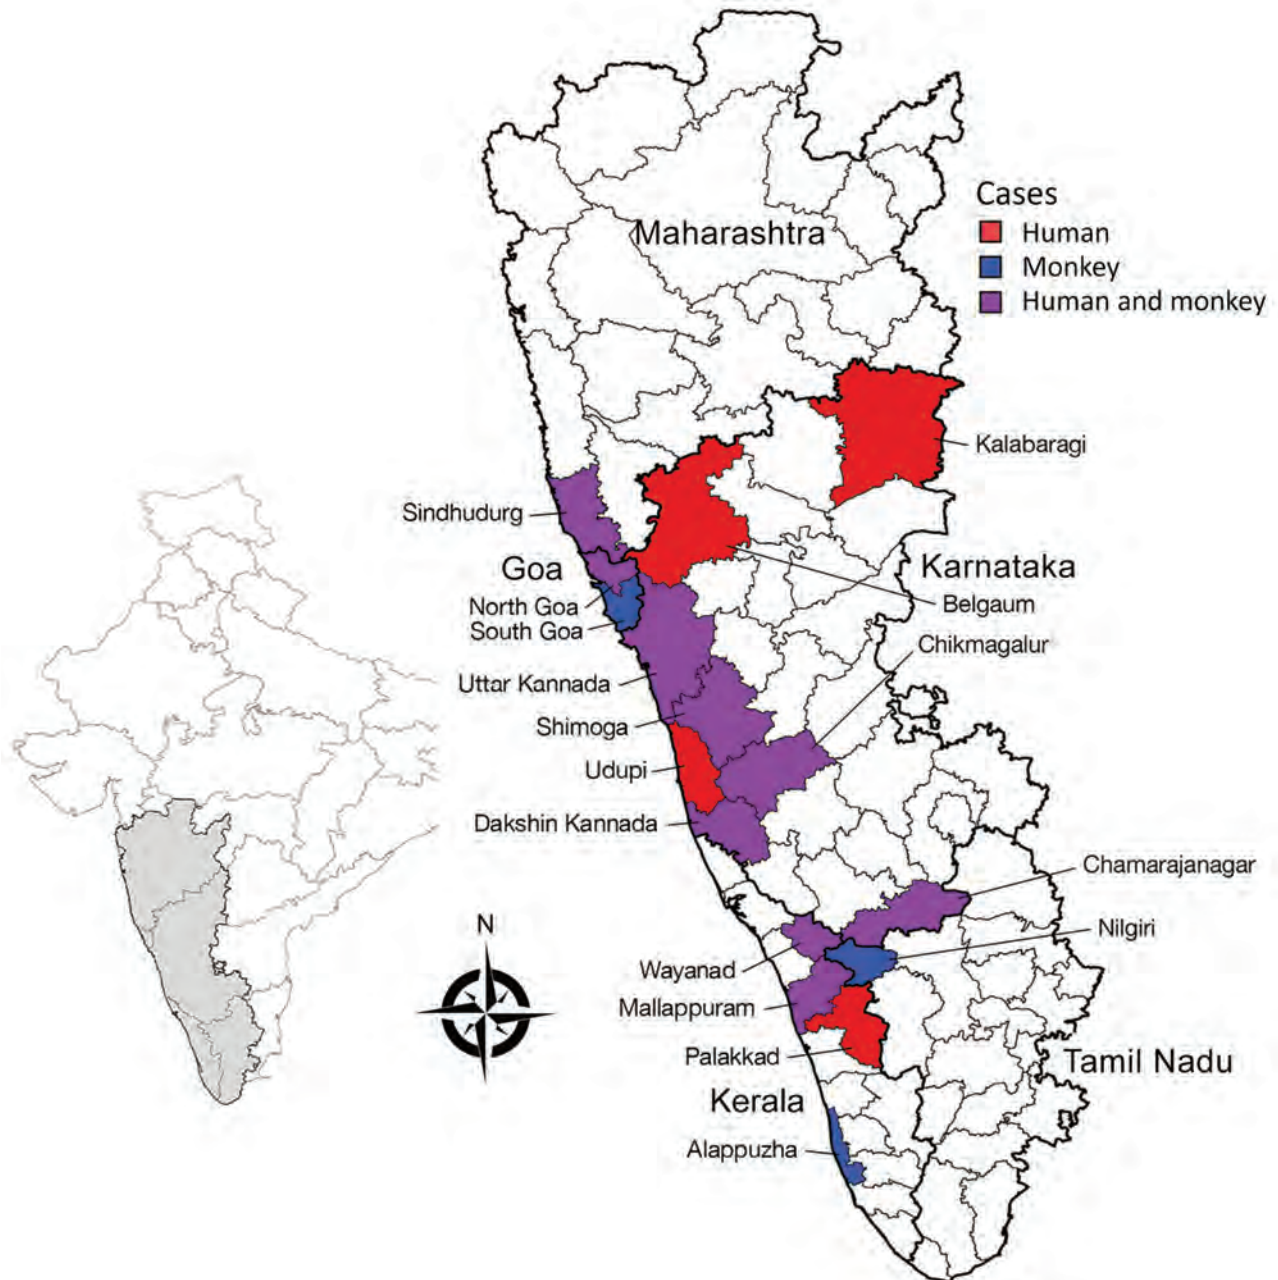 Cases
Human
Monkey
Human and monkey
Maharashtra
Kalabaragi
Sindhudurg
Goa
Karnataka
North Goa
South Goa
Belgaum
Chikmagalur
Uttar Kannada
Shimoga
Udupi
Dakshin Kannada
Chamarajanagar
N
Nilgiri
Wayanad
Mallappuram
Palakkad
Tamil Nadu
Kerala
Alappuzha